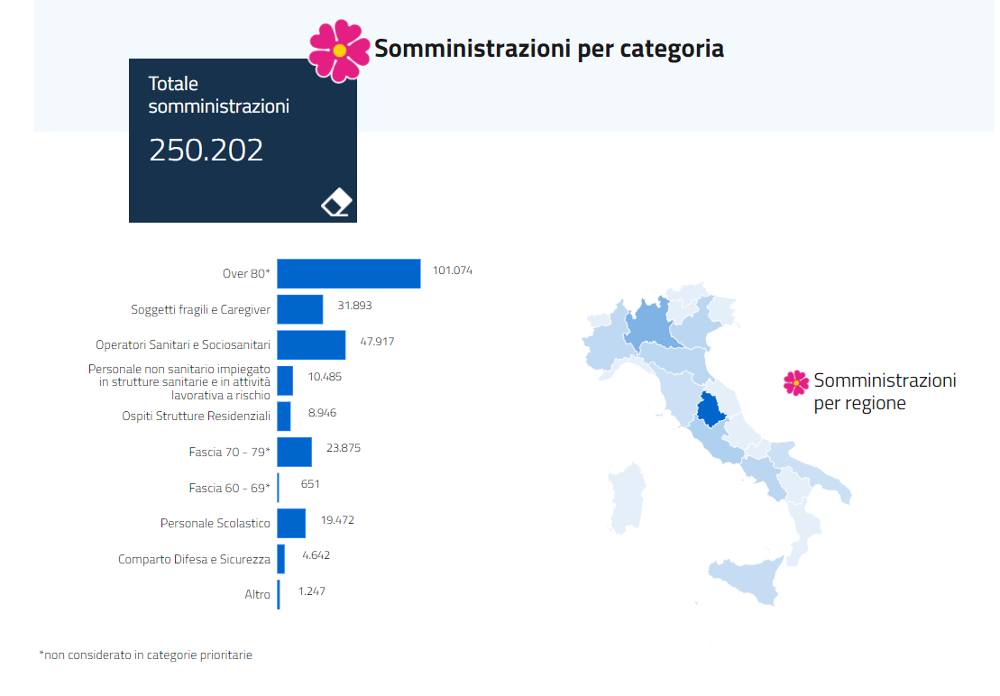 Somministrazioni per categoria
Totale
somministrazioni
250.202
Over 80* 101.074
Soggetti fragili e Caregiver 31.893
Operatori Sanitari e Sociosanitari 47.917
Personale non sanitario impiegato
in strutture sanitarie e in attività
lavorativa a rischio 10.485
Ospiti Strutture Residenziali 8.946
Fascia 70 - 79* 23.875
Fascia 60 - 69* 651
Personale Scolastico 19.472
Comparto Difesa e Sicurezza 4.642
Altro 1.247
Somministrazioni
per regione
*non considerato in categorie prioritarie